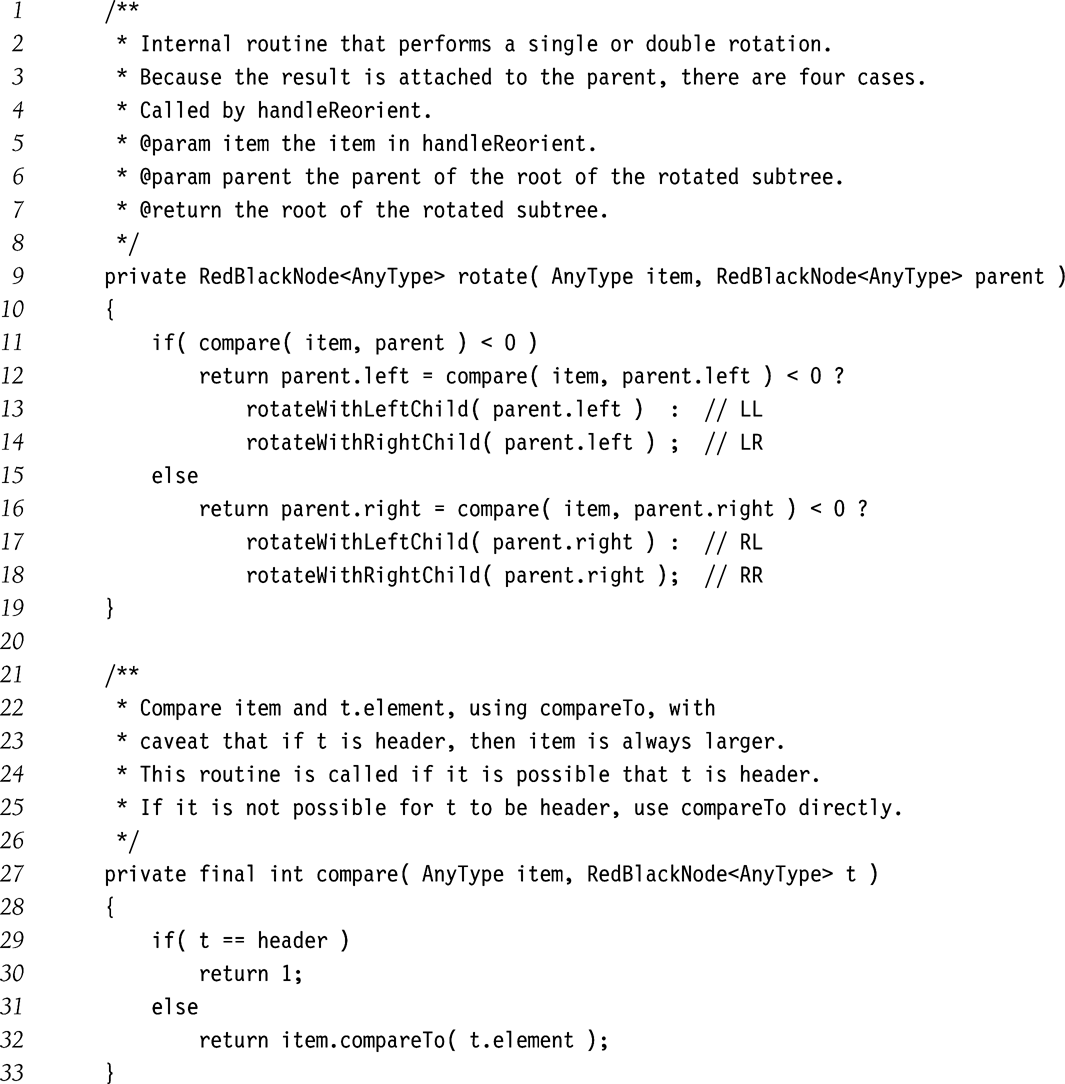 1 /**
2  * Internal routine that performs a single or double rotation.
3  * Because the result is attached to the parent, there are four cases.
4  * Called by handleReorient.
5  * @param item the item in handleReorient.
6  * @param parent the parent of the root of the rotated subtree.
7  * @return the root of the rotated subtree.
8  */
9 private RedBlackNode<AnyType> rotate( AnyType item, RedBlackNode<AnyType> parent )
10 {
11     if( compare( item, parent ) < 0 )
12         return parent.left = compare( item, parent.left ) < 0 ?
13             rotateWithLeftChild( parent.left )  :  // LL
14             rotateWithRightChild( parent.left ) ;  // LR
15     else
16         return parent.right = compare( item, parent.right ) < 0 ?
17             rotateWithLeftChild( parent.right ) :  // RL
18             rotateWithRightChild( parent.right );  // RR
19 }
20
21 /**
22  * Compare item and t.element, using compareTo, with
23  * caveat that if t is header, then item is always larger.
24  * This routine is called if it is possible that t is header.
25  * If it is not possible for t to be header, use compareTo directly.
26  */
27 private final int compare( AnyType item, RedBlackNode<AnyType> t )
28 {
29     if( t == header )
30         return 1;
31     else
32         return item.compareTo( t.element );
33 }